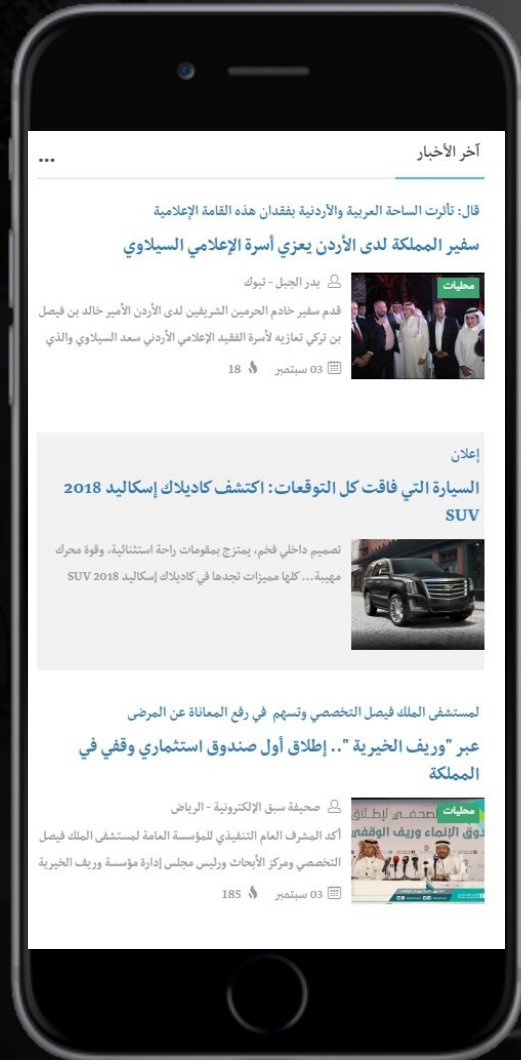 آخر الأخبار
...
قال: تأثرت الساحة العربية والأردنية بفقدان هذه القامة الإعلامية
سفير المملكة لدى الأردن يعزي أسرة الإعلامي السيلاوي
محليات
بدر الجبل - تبوك
قدم سفير خادم الحرمين الشريفين لدى الأردن الأمير خالد بن فيصل
بن تركي تعازيه لأسرة الفقيد الإعلامي الأردني سعد السيلاوي والذي
03 سبتمبر 18
إعلان
السيارة التي فاقت كل التوقعات: اكتشف كاديلاك إسكاليد 2018
SUV
تصميم داخلي فخم، يمتزج بمقومات راحة استثنائية، وقوة محرك
مهيبة... كلها مميزات تجدها في كاديلاك إسكاليد 2018 SUV
لمستشفى الملك فيصل التخصصي وتسهم في رفع المعاناة عن المرضى
عبر "وريف الخيرية ".. إطلاق أول صندوق استثماري وقفي في
المملكة
محليات
صحيفة سبق الإلكترونية - الرياض
أكد المشرف العام التنفيذي للمؤسسة العامة لمستشفى الملك فيصل
التخصصي ومركز الأبحاث ورئيس مجلس إدارة مؤسسة وريف الخيرية
03 سبتمبر 185
الإنماء وريف الوقفي